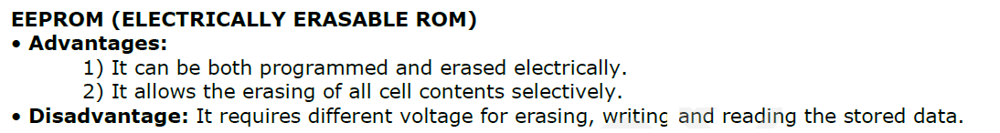 EEPROM (ELECTRICALLY ERASABLE ROM)
• Advantages:
1) It can be both programmed and erased electrically.
2) It allows the erasing of all cell contents selectively.
• Disadvantage: It requires different voltage for erasing, writing and reading the stored data.